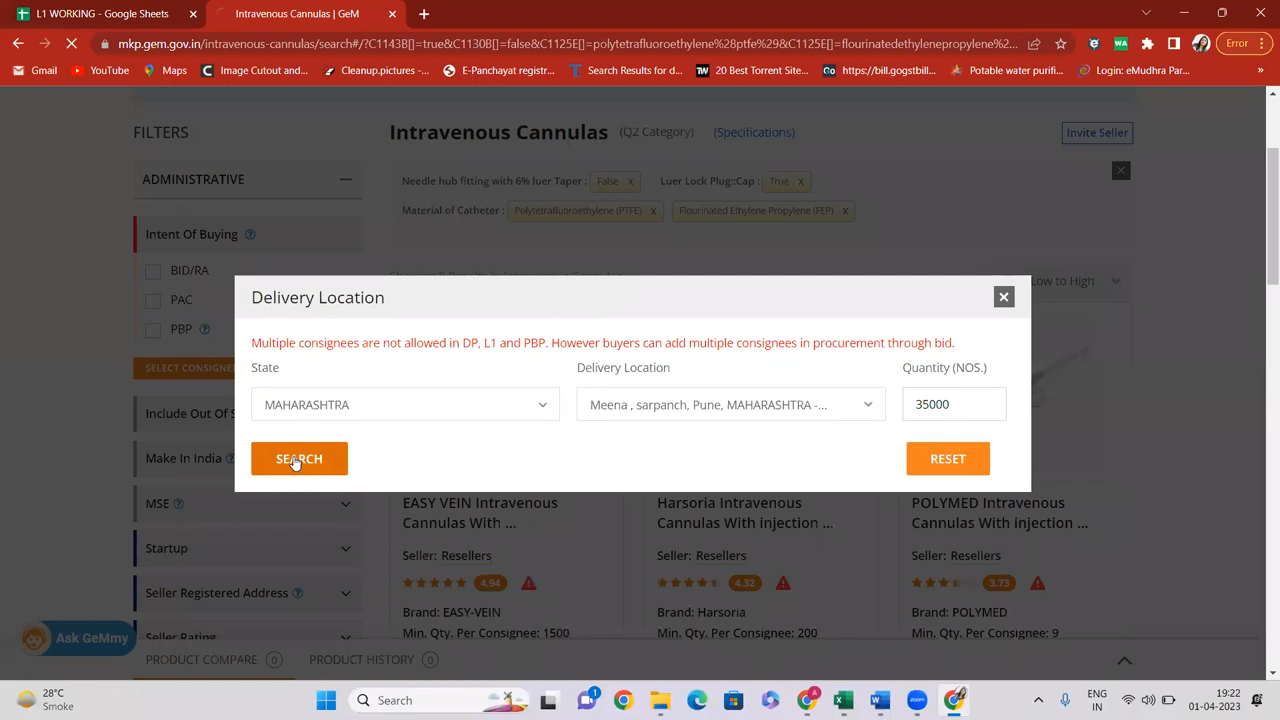 L1 WORKING - Google Sheets
Intravenous Cannulas | GeM
mkp.gem.gov.in/intravenous-cannulas/search#/?C1143B[]=true&C1130B[]=false&C1125E[]=polytetrafluoroethylene%28ptfe%29&C1125E[]=flourinatedethylenepropylene%2...
Error
Gmail
YouTube
Maps
Image Cutout and...
Cleanup.pictures -...
E-Panchayat registr...
Search Results for d...
20 Best Torrent Site...
https://bill.gogstbill...
Potable water purifi...
Login: eMudhra Par...
»
FILTERS
Intravenous Cannulas (Q2 Category) (Specifications)
Invite Seller
ADMINISTRATIVE
Needle hub fitting with 6% luer Taper : False X
Luer Lock Plug::Cap : True X
Material of Catheter : Polytetrafluoroethylene (PTFE) X Flourinated Ethylene Propylene (FEP) X
Intent Of Buying
BID/RA
PAC
PBP
Low to High
Delivery Location
Multiple consignees are not allowed in DP, L1 and PBP. However buyers can add multiple consignees in procurement through bid.
State
Delivery Location
Quantity (NOS.)
MAHARASHTRA
Meena , sarpanch, Pune, MAHARASHTRA -...
35000
SEARCH
RESET
SELECT CONSIGNE
Include Out Of S
Make In India
MSE
Startup
Seller Registered Address
Seller Rating
EASY VEIN Intravenous
Cannulas With ...
Seller: Resellers
4.94
Brand: EASY-VEIN
Min. Qty. Per Consignee: 1500
Harsoria Intravenous
Cannulas With injection ...
Seller: Resellers
4.32
Brand: Harsoria
Min. Qty. Per Consignee: 200
POLYMED Intravenous
Cannulas With injection ...
Seller: Resellers
3.73
Brand: POLYMED
Min. Qty. Per Consignee: 9
Ask GeMmy
PRODUCT COMPARE 0
PRODUCT HISTORY 0
28°C
Smoke
Search
1
zoom
ENG
IN
19:22
01-04-2023